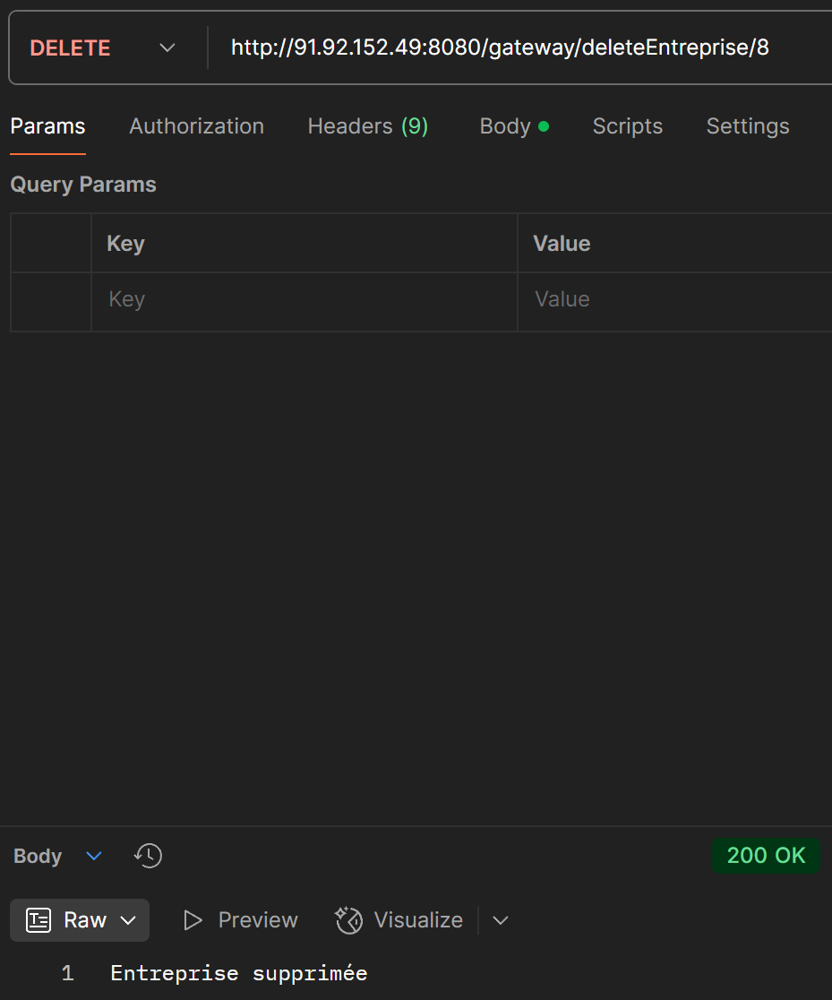 DELETE http://91.92.152.49:8080/gateway/deleteEntreprise/8
Params Authorization Headers (9) Body Scripts Settings
Query Params
Key Value
Key Value
Body 200 OK
Raw Preview Visualize
1 Entreprise supprimée